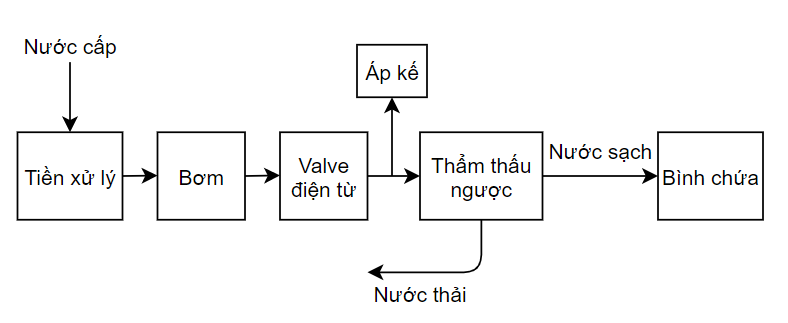 Nước cấp
Áp kế
Tiền xử lý
Bơm
Valve
điện từ
Thẩm thấu
ngược
Nước sạch
Bình chứa
Nước thải